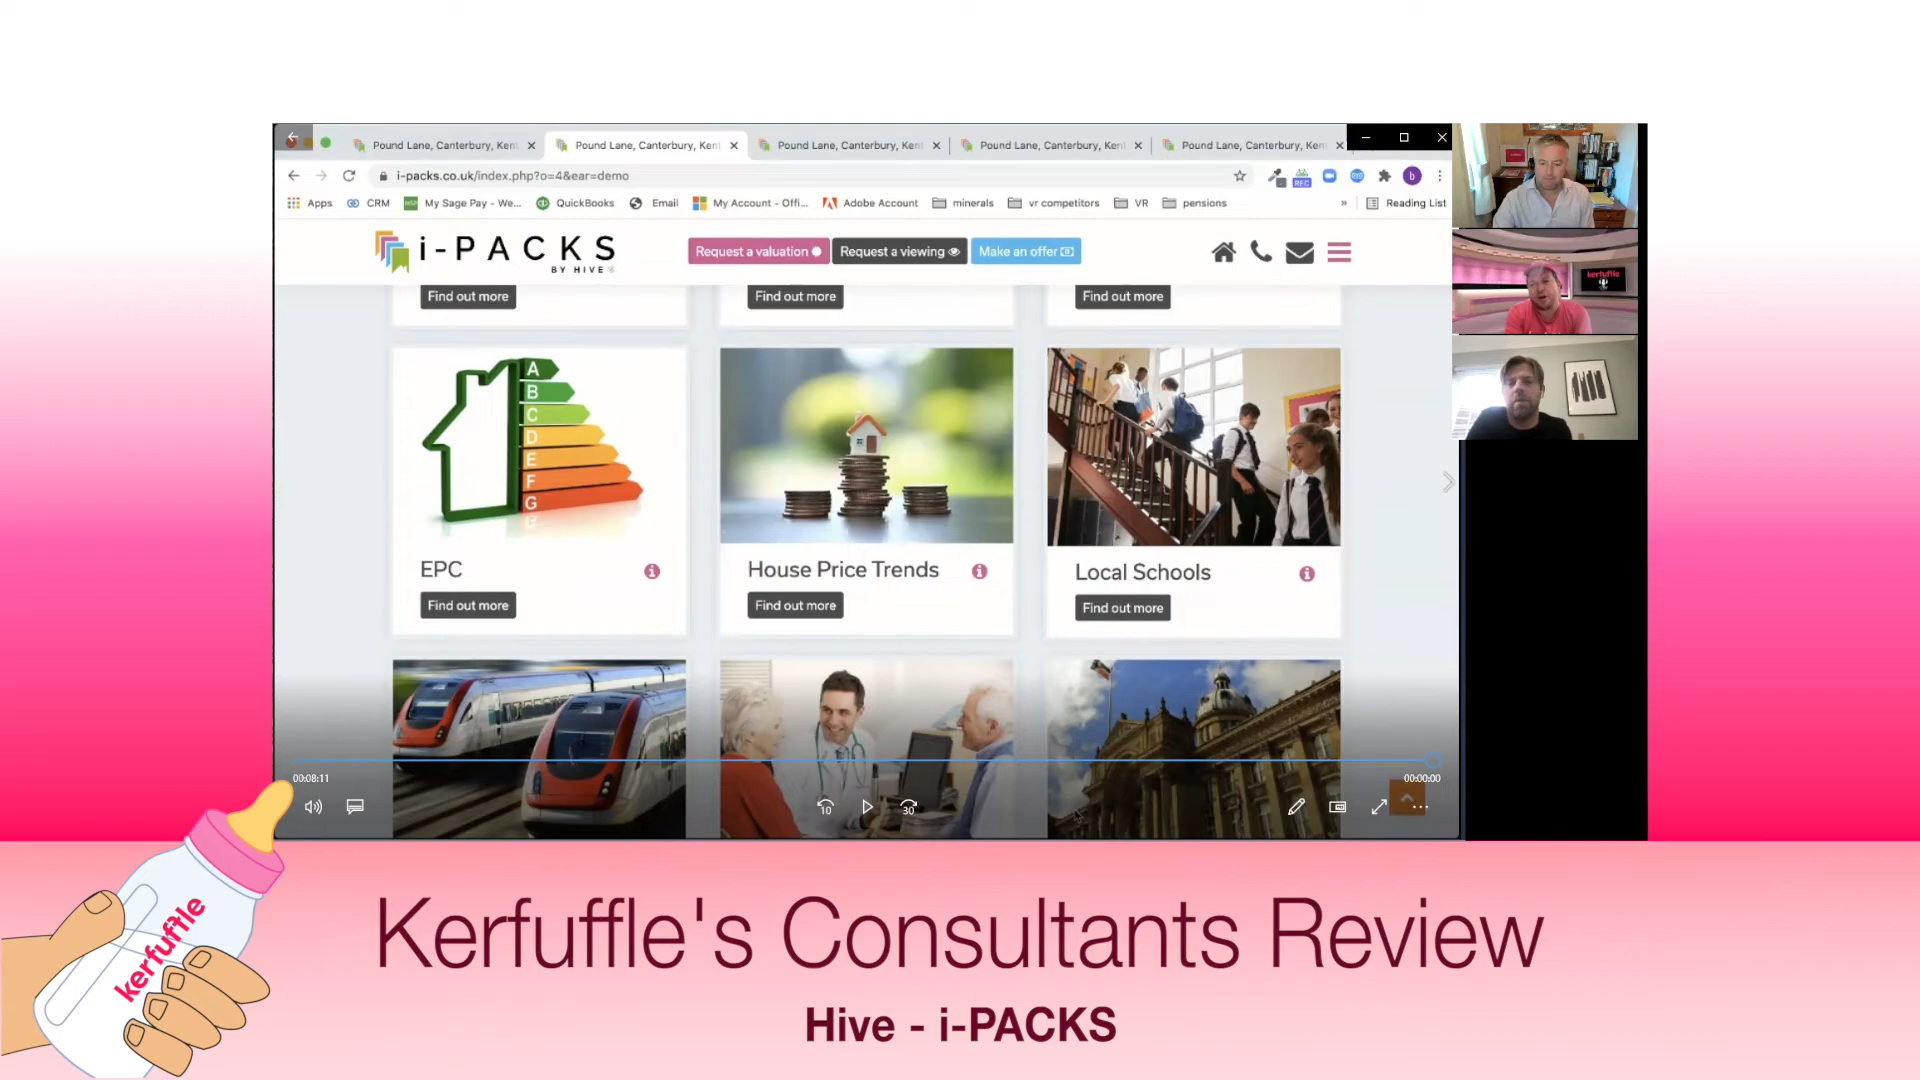 Pound Lane, Canterbury, Kent
Pound Lane, Canterbury, Kent
Pound Lane, Canterbury, Kent
Pound Lane, Canterbury, Kent
Pound Lane, Canterbury, Kent
i-packs.co.uk/index.php?o=4&ear=demo
REC
b
Apps
CRM
My Sage Pay - We...
QuickBooks
Email
My Account - Offi...
Adobe Account
minerals
vr competitors
VR
pensions
»
Reading List
i-PACKS
BY HIVE
Request a valuation
Request a viewing
Make an offer
Find out more
Find out more
Find out more
A
B
C
D
E
F
G
EPC
House Price Trends
Local Schools
Find out more
Find out more
Find out more
00:08:11
00:00:00
10
30
kerfuffle
kerfuffle
Kerfuffle's Consultants Review
Hive - i-PACKS